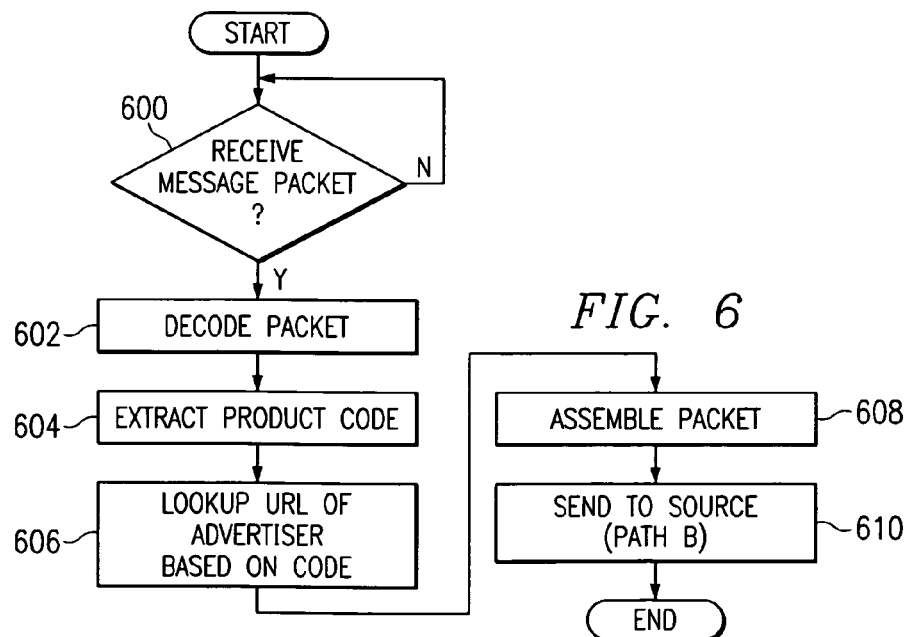 START
600
RECEIVE
MESSAGE PACKET
?
N
Y
602
DECODE PACKET
604
EXTRACT PRODUCT CODE
606
LOOKUP URL OF
ADVERTISER
BASED ON CODE
FIG. 6
ASSEMBLE PACKET
608
SEND TO SOURCE
(PATH B)
610
END